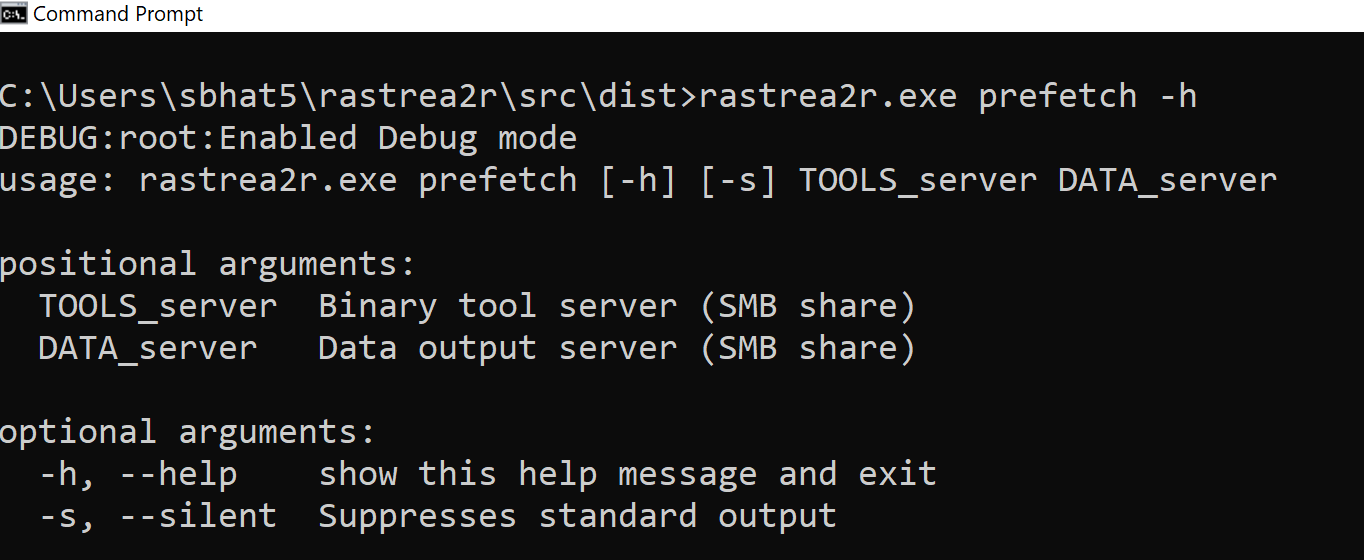 Command Prompt
C:\Users\sbhat5\rastrea2r\src\dist>rastrea2r.exe prefetch -h
DEBUG:root:Enabled Debug mode
usage: rastrea2r.exe prefetch [-h] [-s] TOOLS_server DATA_server
positional arguments:
  TOOLS_server  Binary tool server (SMB share)
  DATA_server   Data output server (SMB share)
optional arguments:
  -h, --help    show this help message and exit
  -s, --silent  Suppresses standard output